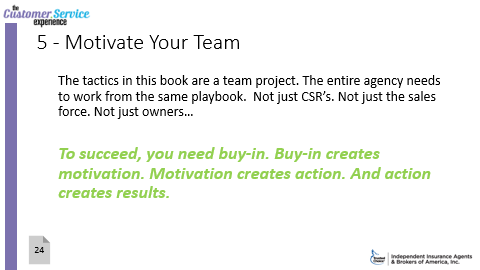 the
Customer Service
experience
5 - Motivate Your Team
The tactics in this book are a team project. The entire agency needs
to work from the same playbook.  Not just CSR's. Not just the sales
force. Not just owners…
To succeed, you need buy-in. Buy-in creates
motivation. Motivation creates action. And action
creates results.
24
Independent Insurance Agents
& Brokers of America, Inc.